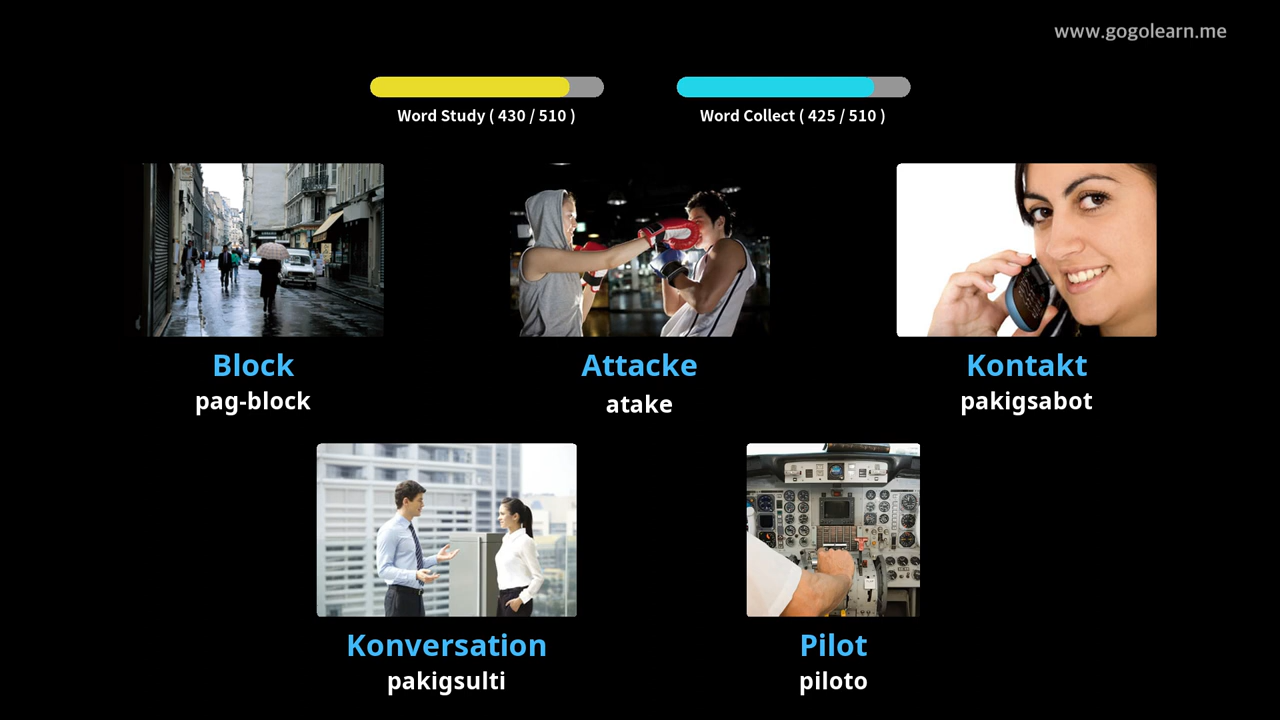 www.gogolearn.me
Word Study ( 430 / 510 )
Word Collect ( 425 / 510 )
Block
pag-block
Attacke
atake
Kontakt
pakigsabot
Konversation
pakigsulti
Pilot
piloto